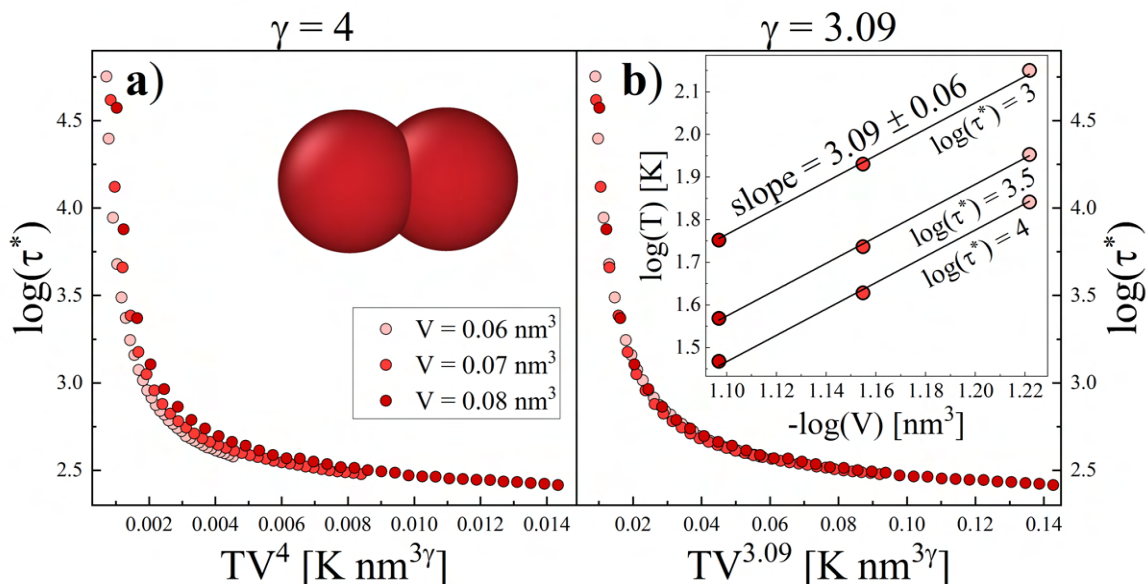 γ = 4
γ = 3.09
a)
log(τ*)
4.5
4.0
3.5
3.0
2.5
V = 0.06 nm³
V = 0.07 nm³
V = 0.08 nm³
0.002 0.004 0.006 0.008 0.010 0.012 0.014
TV⁴ [K nm³ᵞ]
b)
log(T) [K]
2.1
2.0
1.9
1.8
1.7
1.6
1.5
slope = 3.09 ± 0.06
log(τ*) = 3
log(τ*) = 3.5
log(τ*) = 4
1.10 1.12 1.14 1.16 1.18 1.20 1.22
-log(V) [nm³]
4.5
4.0
3.5
3.0
2.5
log(τ*)
0.02 0.04 0.06 0.08 0.10 0.12 0.14
TV³·⁰⁹ [K nm³ᵞ]